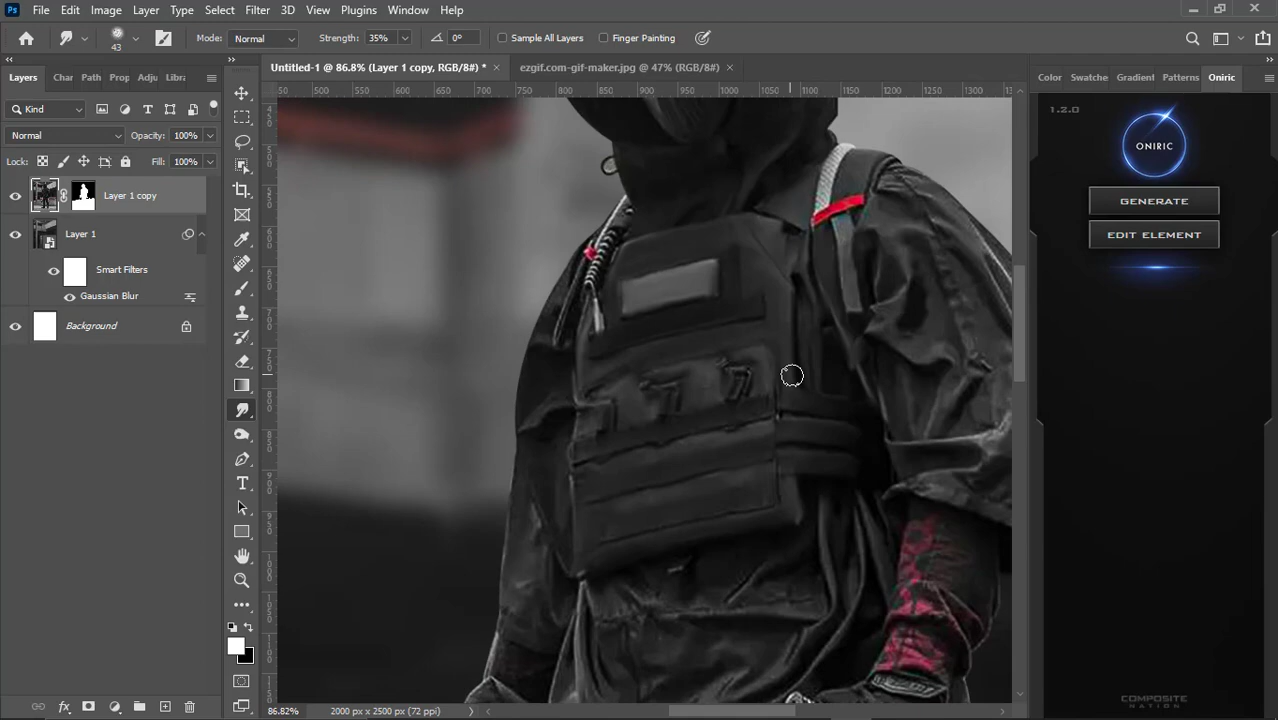 Ps File Edit Image Layer Type Select Filter 3D View Plugins Window Help
43 Mode: Normal Strength: 35% 0° Sample All Layers Finger Painting
Layers Char Path Prop Adju Libra
Untitled-1 @ 86.8% (Layer 1 copy, RGB/8#) * ezgif.com-gif-maker.jpg @ 47% (RGB/8#)
Color Swatche Gradient Patterns Oniric
500 550 600 650 700 750 800 850 900 950 1000 1050 1100 1150 1200 1250 1300
Kind
Normal Opacity: 100%
Lock: Fill: 100%
Layer 1 copy
Layer 1
Smart Filters
Gaussian Blur
Background
1.2.0
ONIRIC
GENERATE
EDIT ELEMENT
COMPOSITE
NATION
86.82% 2000 px x 2500 px (72 ppi)